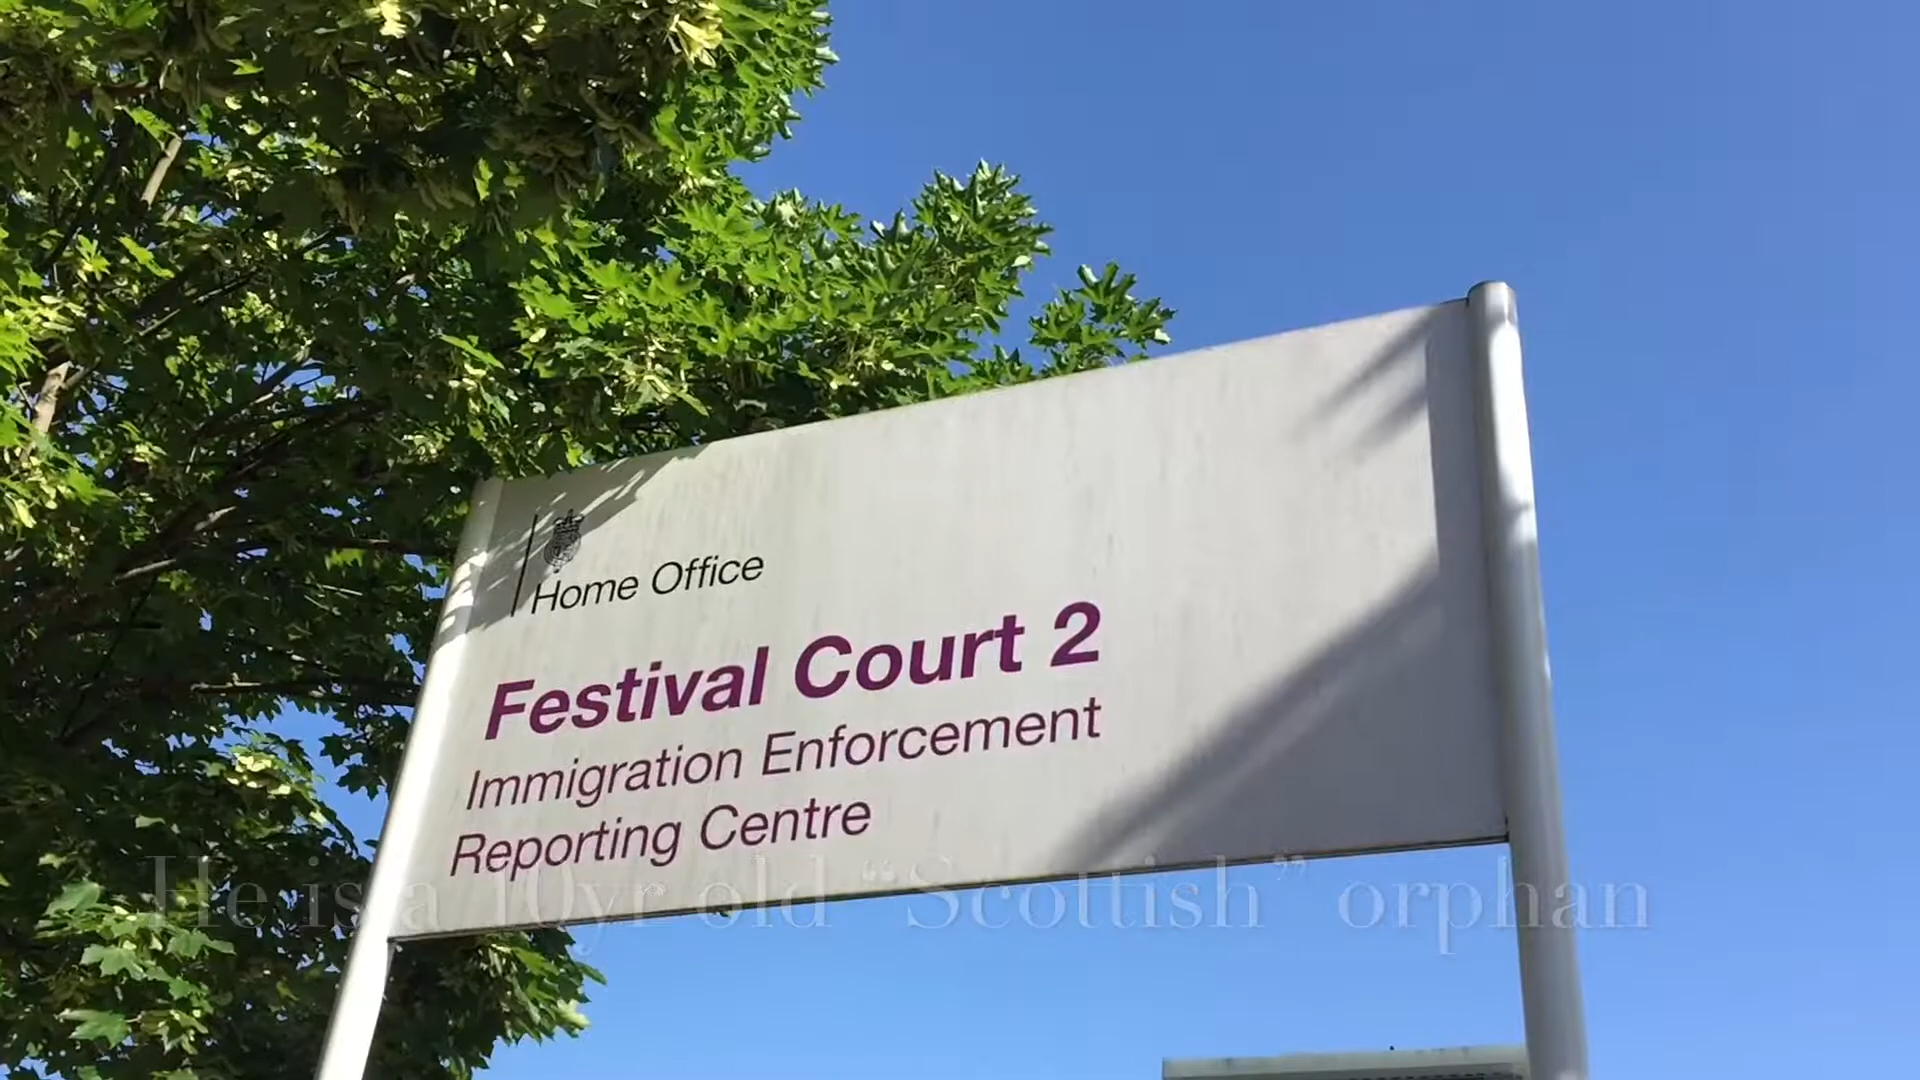 Home Office
Festival Court 2
Immigration Enforcement
Reporting Centre
He is a 10yr old “Scottish” orphan